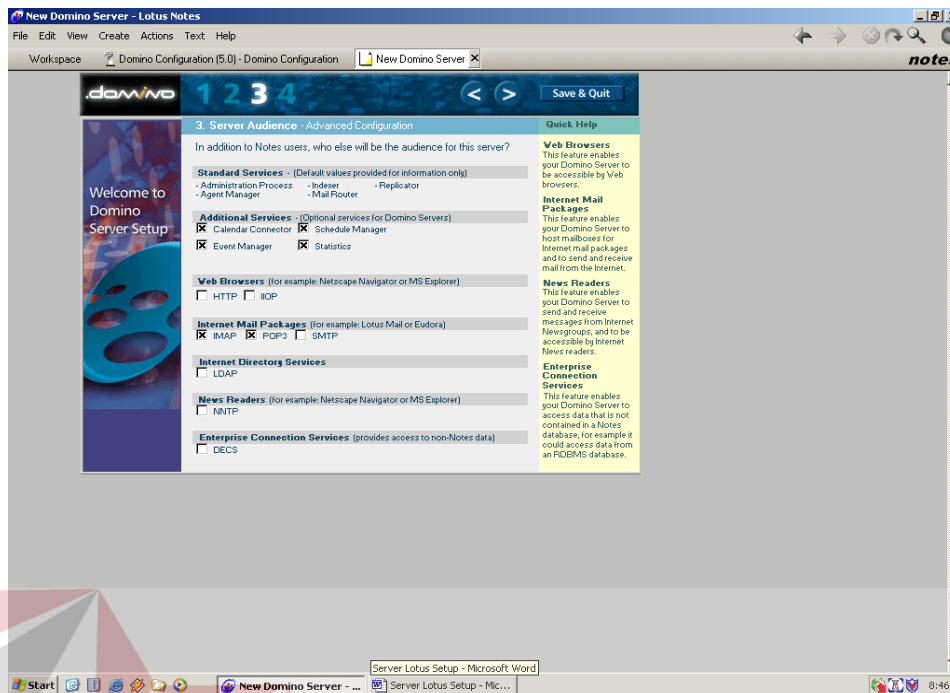 New Domino Server - Lotus Notes
File Edit View Create Actions Text Help
Workspace Domino Configuration (5.0) - Domino Configuration New Domino Server
note
.domino 1 2 3 4 < > Save & Quit
Welcome to
Domino
Server Setup
3. Server Audience - Advanced Configuration
In addition to Notes users, who else will be the audience for this server?
Standard Services - (Default values provided for information only)
- Administration Process - Indexer - Replicator
- Agent Manager - Mail Router
Additional Services - (Optional services for Domino Servers)
Calendar Connector Schedule Manager
Event Manager Statistics
Web Browsers (for example: Netscape Navigator or MS Explorer)
HTTP IIOP
Internet Mail Packages (for example: Lotus Mail or Eudora)
IMAP POP3 SMTP
Internet Directory Services
LDAP
News Readers (for example: Netscape Navigator or MS Explorer)
NNTP
Enterprise Connection Services (provides access to non-Notes data)
DECS
Quick Help
Web Browsers
This feature enables
your Domino Server to
be accessible by Web
browsers.
Internet Mail
Packages
This feature enables
your Domino Server to
host mailboxes for
Internet mail packages
and to send and receive
mail from the Internet.
News Readers
This feature enables
your Domino Server to
send and receive
messages from Internet
Newsgroups, and to be
accessible by Internet
News readers.
Enterprise
Connection
Services
This feature enables
your Domino Server to
access data that is not
contained in a Notes
database, for example it
could access data from
an RDBMS database.
Server Lotus Setup - Microsoft Word
Start New Domino Server - ... Server Lotus Setup - Mic... 8:46